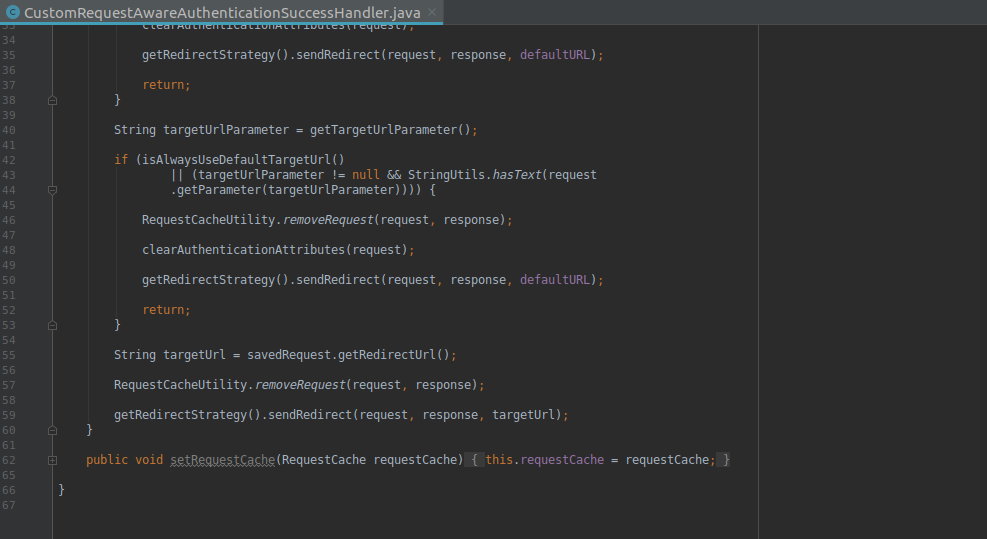 CustomRequestAwareAuthenticationSuccessHandler.java
33 clearAuthenticationAttributes(request);
34
35 getRedirectStrategy().sendRedirect(request, response, defaultURL);
36
37 return;
38 }
39
40 String targetUrlParameter = getTargetUrlParameter();
41
42 if (isAlwaysUseDefaultTargetUrl()
43 || (targetUrlParameter != null && StringUtils.hasText(request
44 .getParameter(targetUrlParameter)))) {
45
46 RequestCacheUtility.removeRequest(request, response);
47
48 clearAuthenticationAttributes(request);
49
50 getRedirectStrategy().sendRedirect(request, response, defaultURL);
51
52 return;
53 }
54
55 String targetUrl = savedRequest.getRedirectUrl();
56
57 RequestCacheUtility.removeRequest(request, response);
58
59 getRedirectStrategy().sendRedirect(request, response, targetUrl);
60 }
61
62 public void setRequestCache(RequestCache requestCache) { this.requestCache = requestCache; }
65
66 }
67